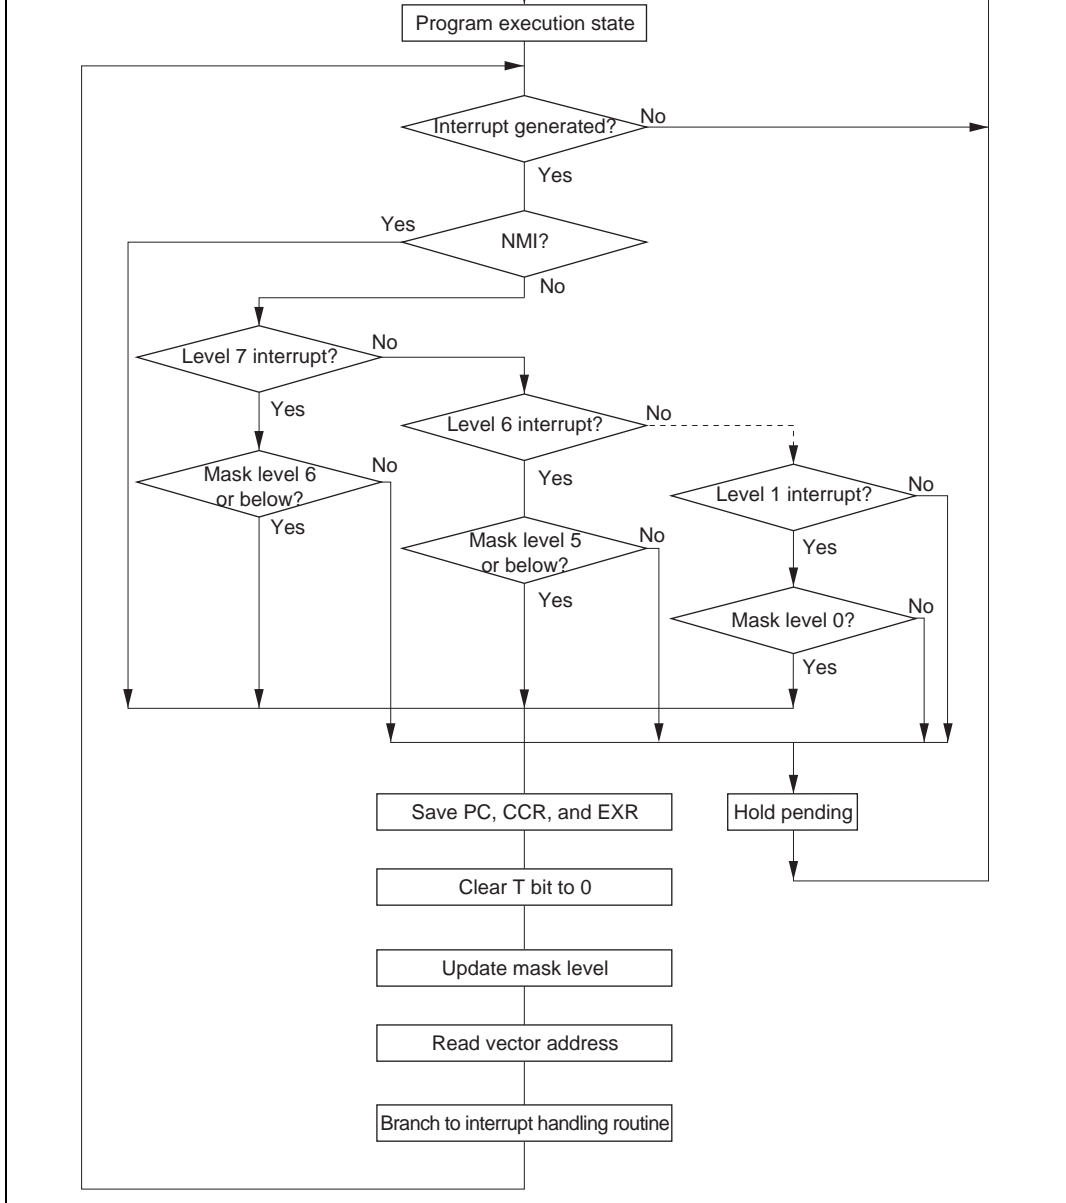 Program execution state
Interrupt generated?
No
Yes
Yes
NMI?
No
Level 7 interrupt?
No
Yes
Level 6 interrupt?
No
Mask level 6
or below?
No
Yes
Yes
Level 1 interrupt?
No
Mask level 5
or below?
No
Yes
Yes
Mask level 0?
No
Yes
Save PC, CCR, and EXR
Hold pending
Clear T bit to 0
Update mask level
Read vector address
Branch to interrupt handling routine